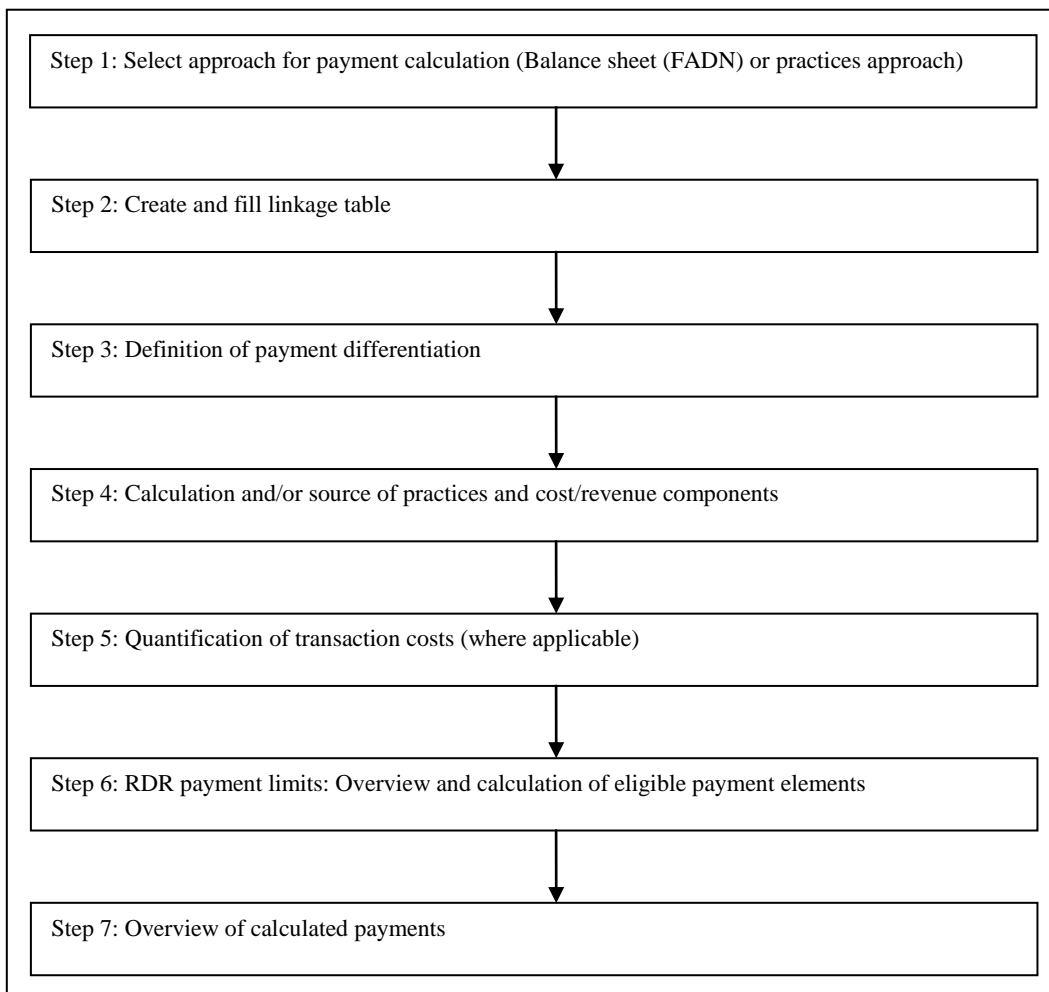 Step 1: Select approach for payment calculation (Balance sheet (FADN) or practices approach)
Step 2: Create and fill linkage table
Step 3: Definition of payment differentiation
Step 4: Calculation and/or source of practices and cost/revenue components
Step 5: Quantification of transaction costs (where applicable)
Step 6: RDR payment limits: Overview and calculation of eligible payment elements
Step 7: Overview of calculated payments